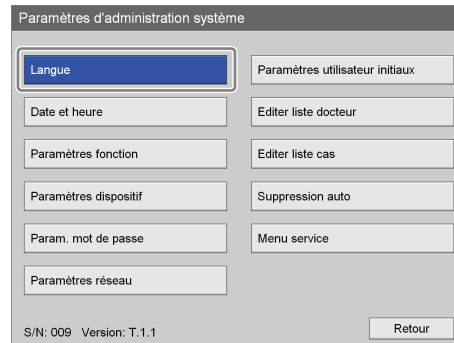 Paramètres d'administration système
Langue
Date et heure
Paramètres fonction
Paramètres dispositif
Param. mot de passe
Paramètres réseau
Paramètres utilisateur initiaux
Editer liste docteur
Editer liste cas
Suppression auto
Menu service
S/N: 009 Version: T.1.1
Retour